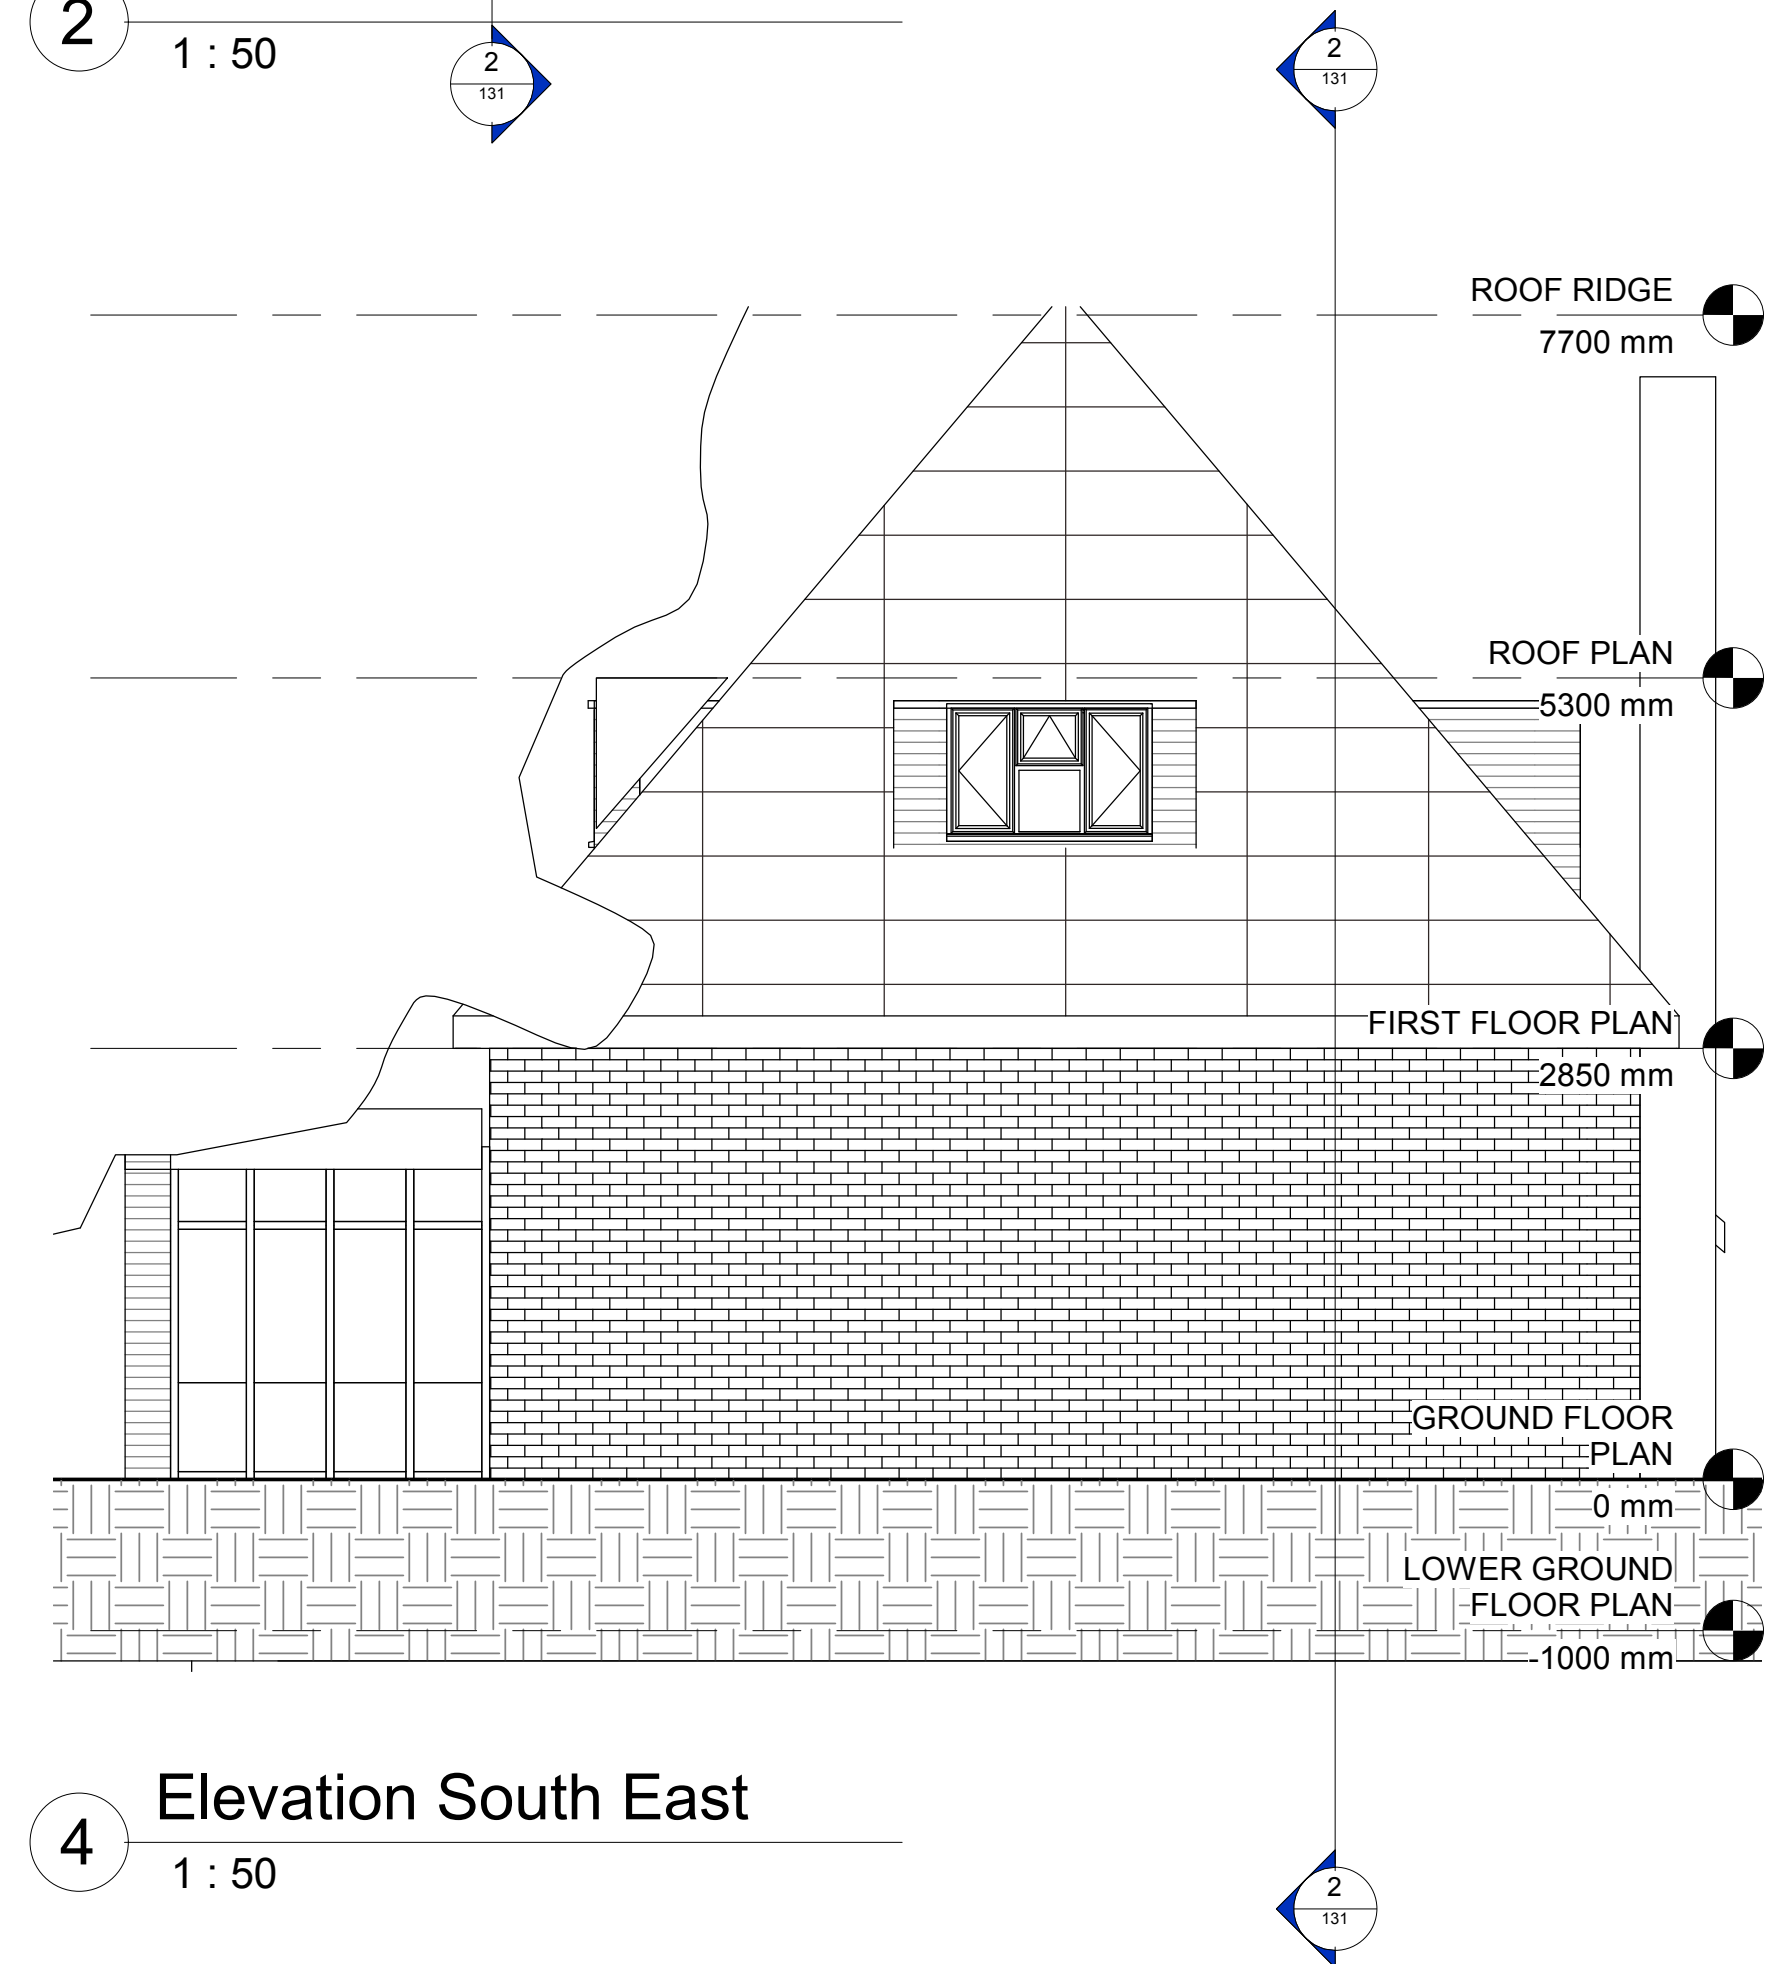 2
1 : 50
2
131
2
131
ROOF RIDGE
7700 mm
ROOF PLAN
5300 mm
FIRST FLOOR PLAN
2850 mm
GROUND FLOOR
PLAN
0 mm
LOWER GROUND
FLOOR PLAN
-1000 mm
4
Elevation South East
1 : 50
2
131